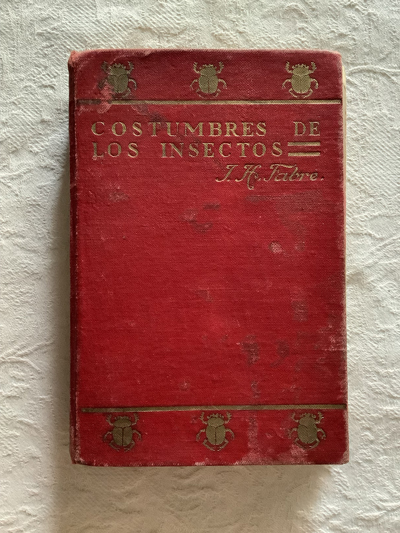 COSTUMBRES DE
LOS INSECTOS
J. H. Fabre.